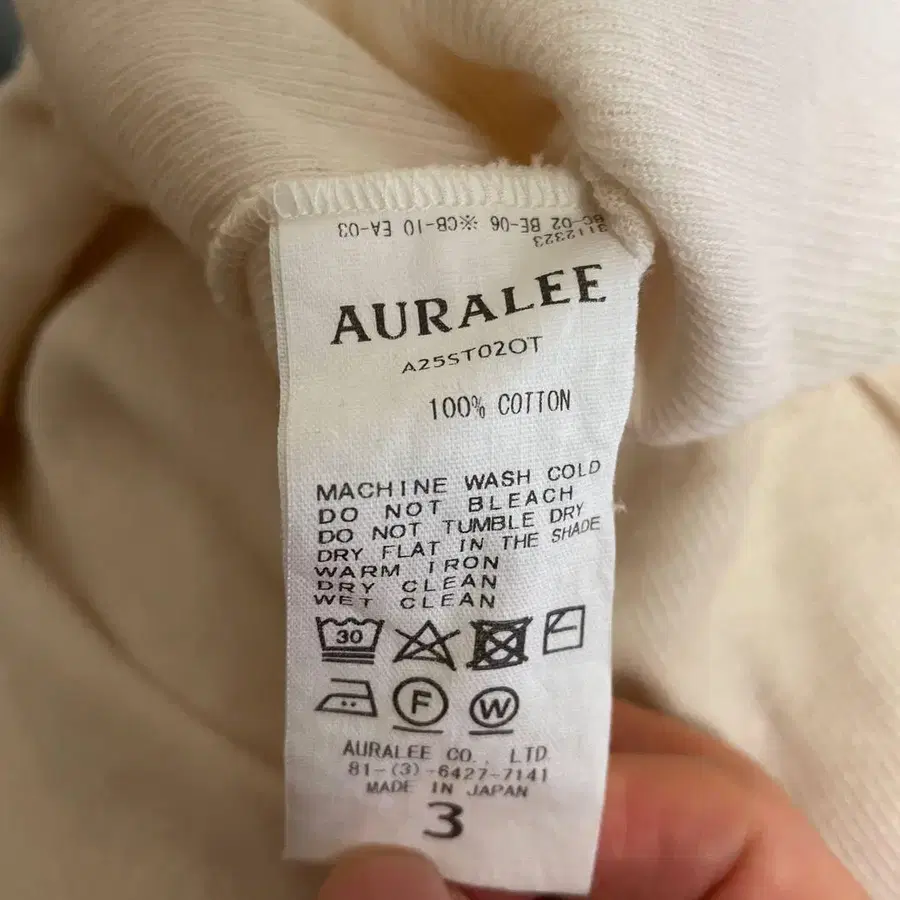 3112323
BC-02 BE-06 ※CB-10 EA-03
AURALEE
A25ST02OT
100% COTTON
MACHINE WASH COLD
DO NOT BLEACH
DO NOT TUMBLE DRY
DRY FLAT IN THE SHADE
WARM IRON
DRY CLEAN
WET CLEAN
30
F W
AURALEE CO., LTD.
81-(3)-6427-7141
MADE IN JAPAN
3